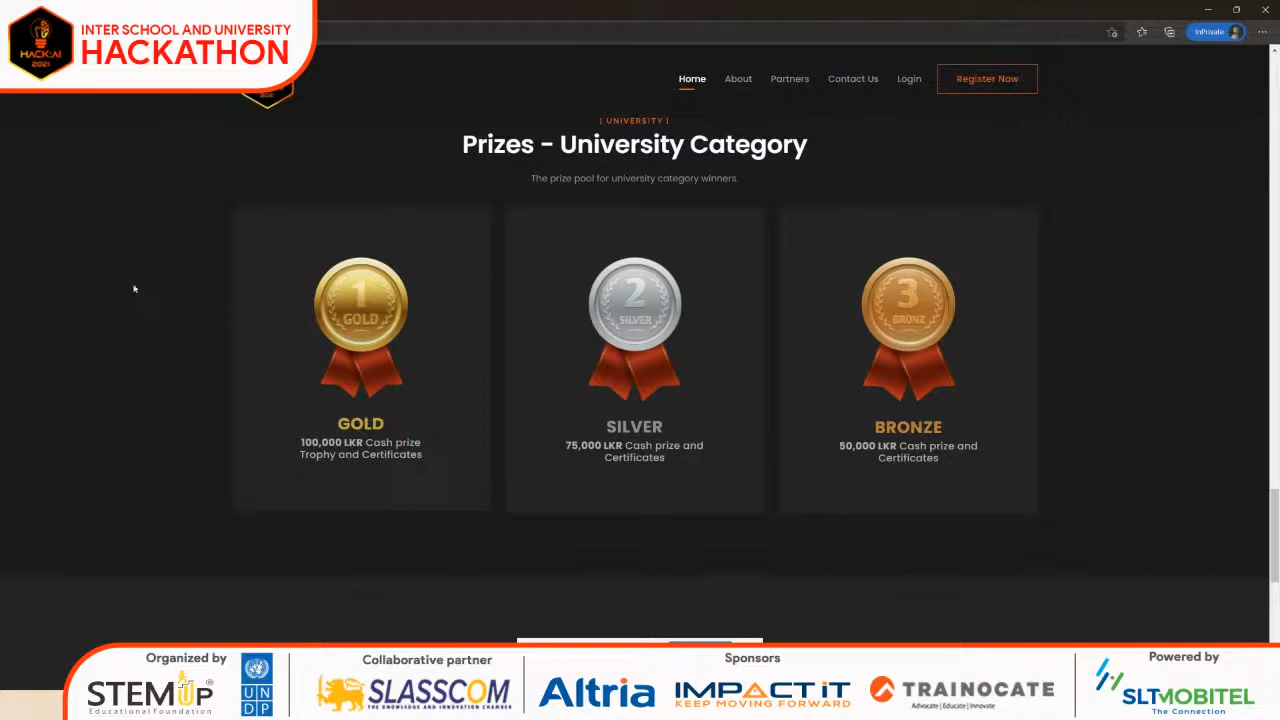 HACK:AI
2021
INTER SCHOOL AND UNIVERSITY
HACKATHON
InPrivate
Home
About
Partners
Contact Us
Login
Register Now
2021
[ UNIVERSITY ]
Prizes - University Category
The prize pool for university category winners.
1
GOLD
2
SILVER
3
BRONZ
GOLD
100,000 LKR Cash prize
Trophy and Certificates
SILVER
75,000 LKR Cash prize and
Certificates
BRONZE
50,000 LKR Cash prize and
Certificates
Organized by
STEMUP®
Educational Foundation
U N
D P
Collaborative partner
SLASSCOM
THE KNOWLEDGE AND INNOVATION CHAMBER
Sponsors
Altria
IMPACT iT
KEEP MOVING FORWARD
TRAINOCATE
Advocate | Educate | Innovate
Powered by
SLTMOBITEL
The Connection